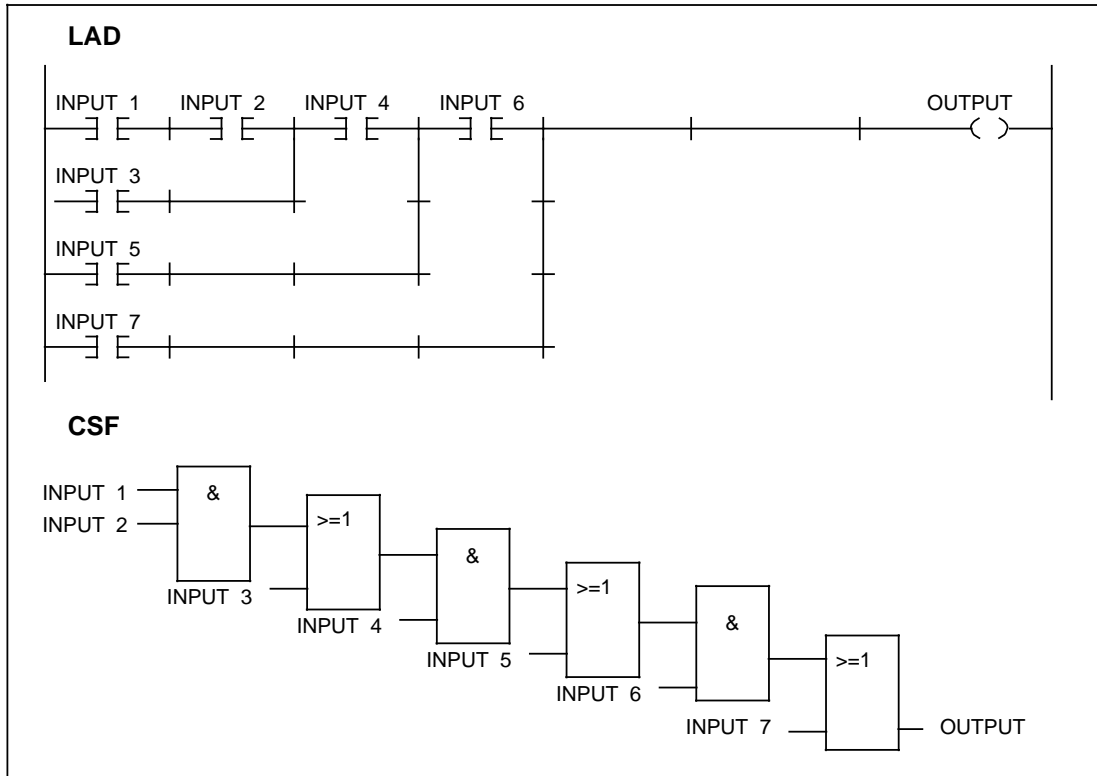 LAD
INPUT 1 INPUT 2 INPUT 4 INPUT 6 OUTPUT
INPUT 3
INPUT 5
INPUT 7
CSF
INPUT 1
&
INPUT 2
>=1
&
INPUT 3
>=1
INPUT 4
&
INPUT 5
>=1
INPUT 6
INPUT 7
OUTPUT